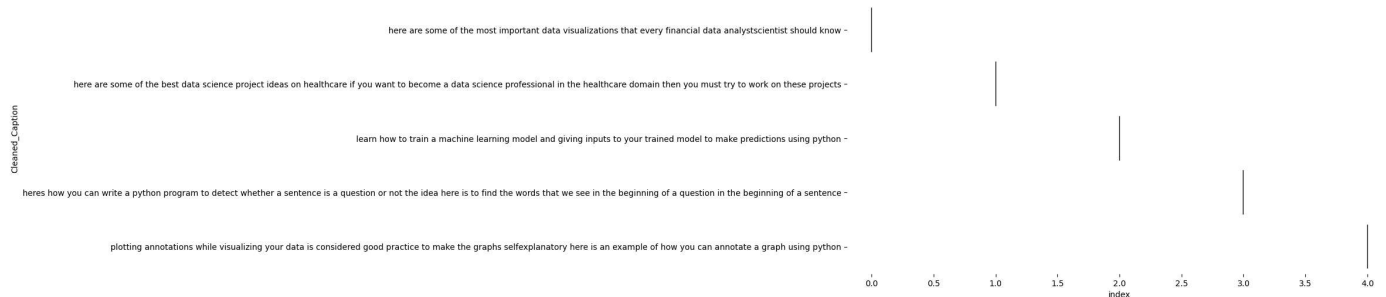 here are some of the most important data visualizations that every financial data analystscientist should know
here are some of the best data science project ideas on healthcare if you want to become a data science professional in the healthcare domain then you must try to work on these projects
learn how to train a machine learning model and giving inputs to your trained model to make predictions using python
heres how you can write a python program to detect whether a sentence is a question or not the idea here is to find the words that we see in the beginning of a question in the beginning of a sentence
plotting annotations while visualizing your data is considered good practice to make the graphs selfexplanatory here is an example of how you can annotate a graph using python
Cleaned_Caption
0.0 0.5 1.0 1.5 2.0 2.5 3.0 3.5 4.0
index